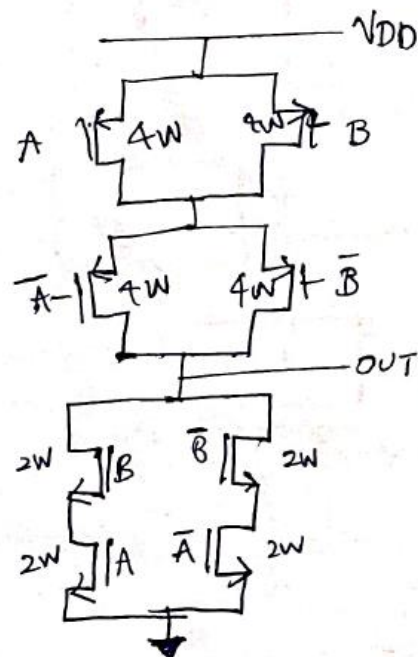 VDD
A 4W 4W B
A̅ 4W 4W B̅
OUT
2W B B̅ 2W
2W A A̅ 2W